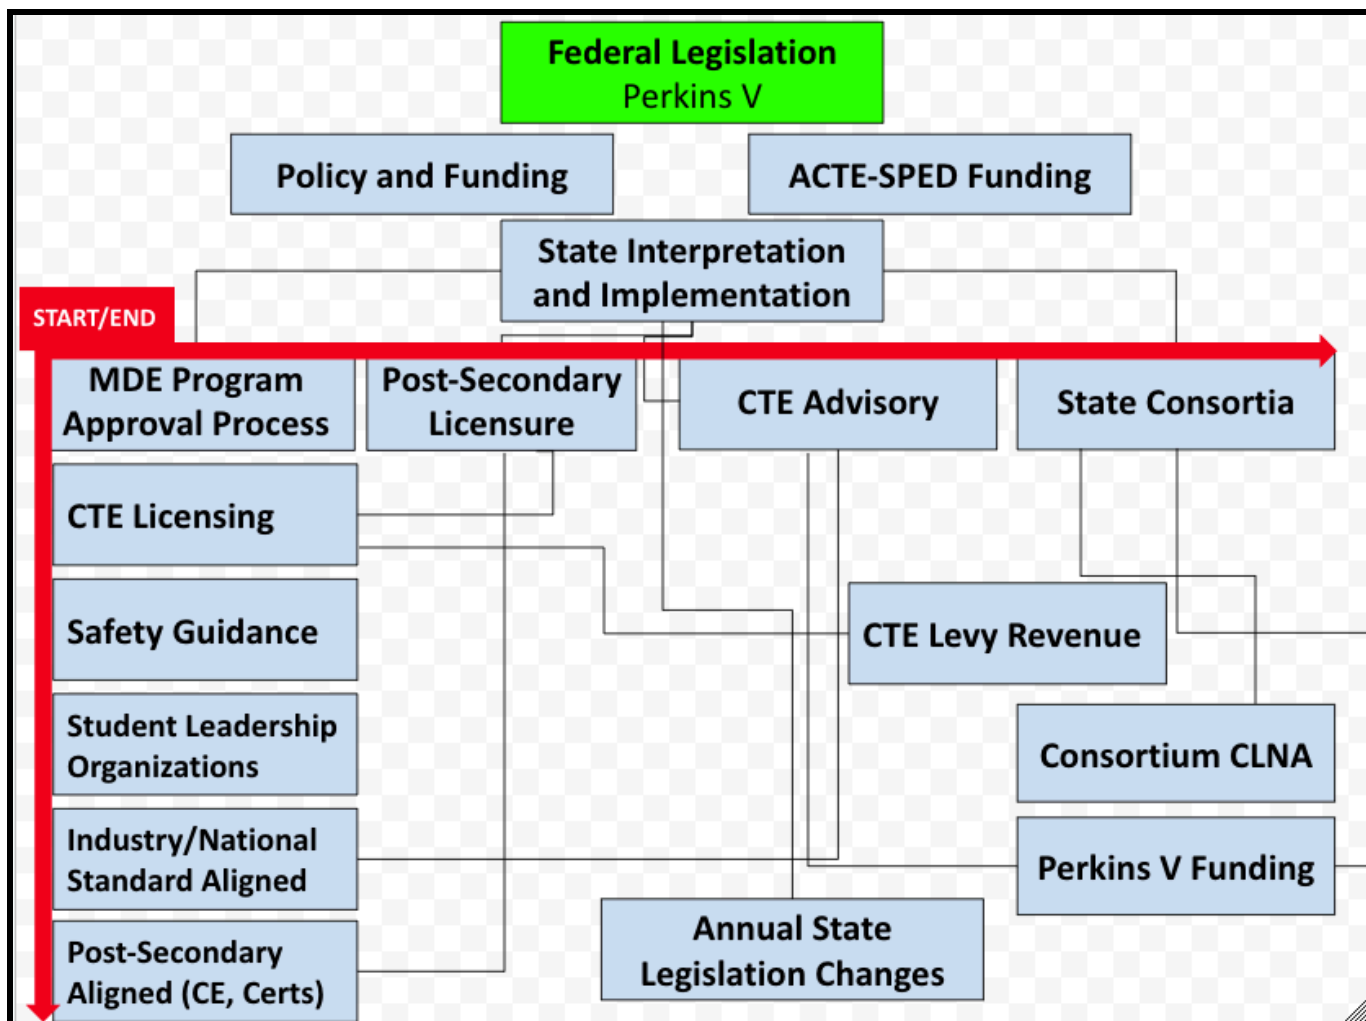 Federal Legislation
Perkins V
Policy and Funding
ACTE-SPED Funding
State Interpretation
and Implementation
START/END
MDE Program
Approval Process
Post-Secondary
Licensure
CTE Advisory
State Consortia
CTE Licensing
Safety Guidance
CTE Levy Revenue
Student Leadership
Organizations
Consortium CLNA
Industry/National
Standard Aligned
Perkins V Funding
Annual State
Legislation Changes
Post-Secondary
Aligned (CE, Certs)